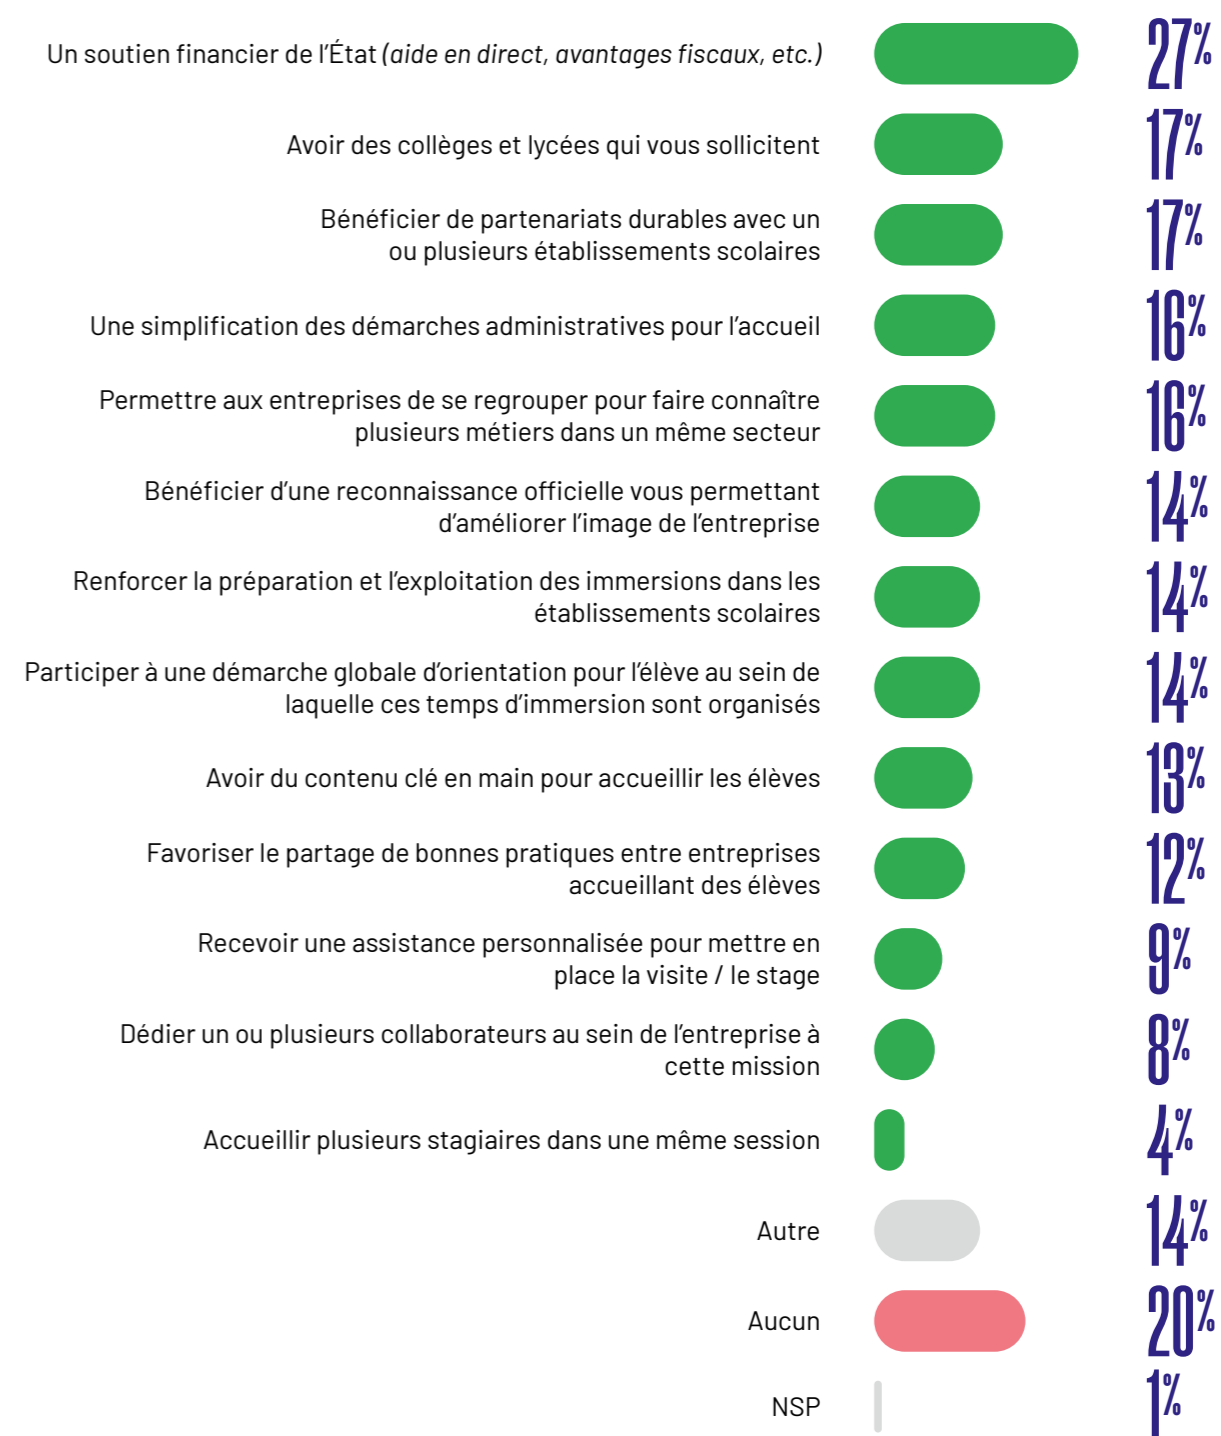 Un soutien financier de l’État (aide en direct, avantages fiscaux, etc.) 27%
Avoir des collèges et lycées qui vous sollicitent 17%
Bénéficier de partenariats durables avec un
ou plusieurs établissements scolaires 17%
Une simplification des démarches administratives pour l’accueil 16%
Permettre aux entreprises de se regrouper pour faire connaître
plusieurs métiers dans un même secteur 16%
Bénéficier d’une reconnaissance officielle vous permettant
d’améliorer l’image de l’entreprise 14%
Renforcer la préparation et l’exploitation des immersions dans les
établissements scolaires 14%
Participer à une démarche globale d’orientation pour l’élève au sein de
laquelle ces temps d’immersion sont organisés 14%
Avoir du contenu clé en main pour accueillir les élèves 13%
Favoriser le partage de bonnes pratiques entre entreprises
accueillant des élèves 12%
Recevoir une assistance personnalisée pour mettre en
place la visite / le stage 9%
Dédier un ou plusieurs collaborateurs au sein de l’entreprise à
cette mission 8%
Accueillir plusieurs stagiaires dans une même session 4%
Autre 14%
Aucun 20%
NSP 1%